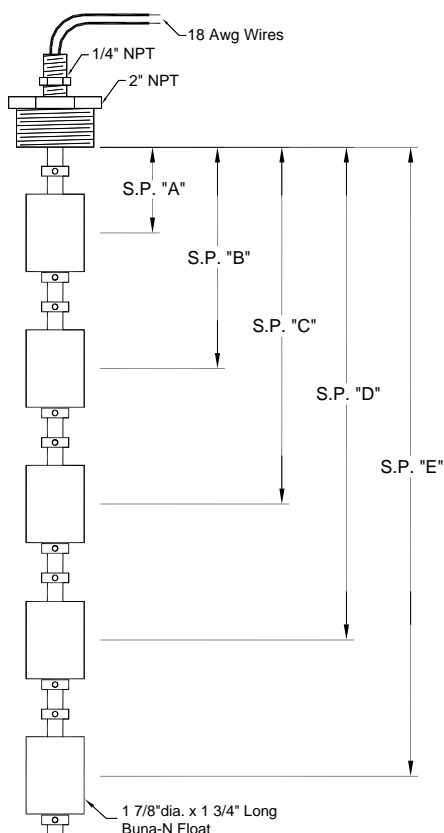 18 Awg Wires
1/4" NPT
2" NPT
S.P. "A"
S.P. "B"
S.P. "C"
S.P. "D"
S.P. "E"
1 7/8"dia. x 1 3/4" Long
Buna-N Float